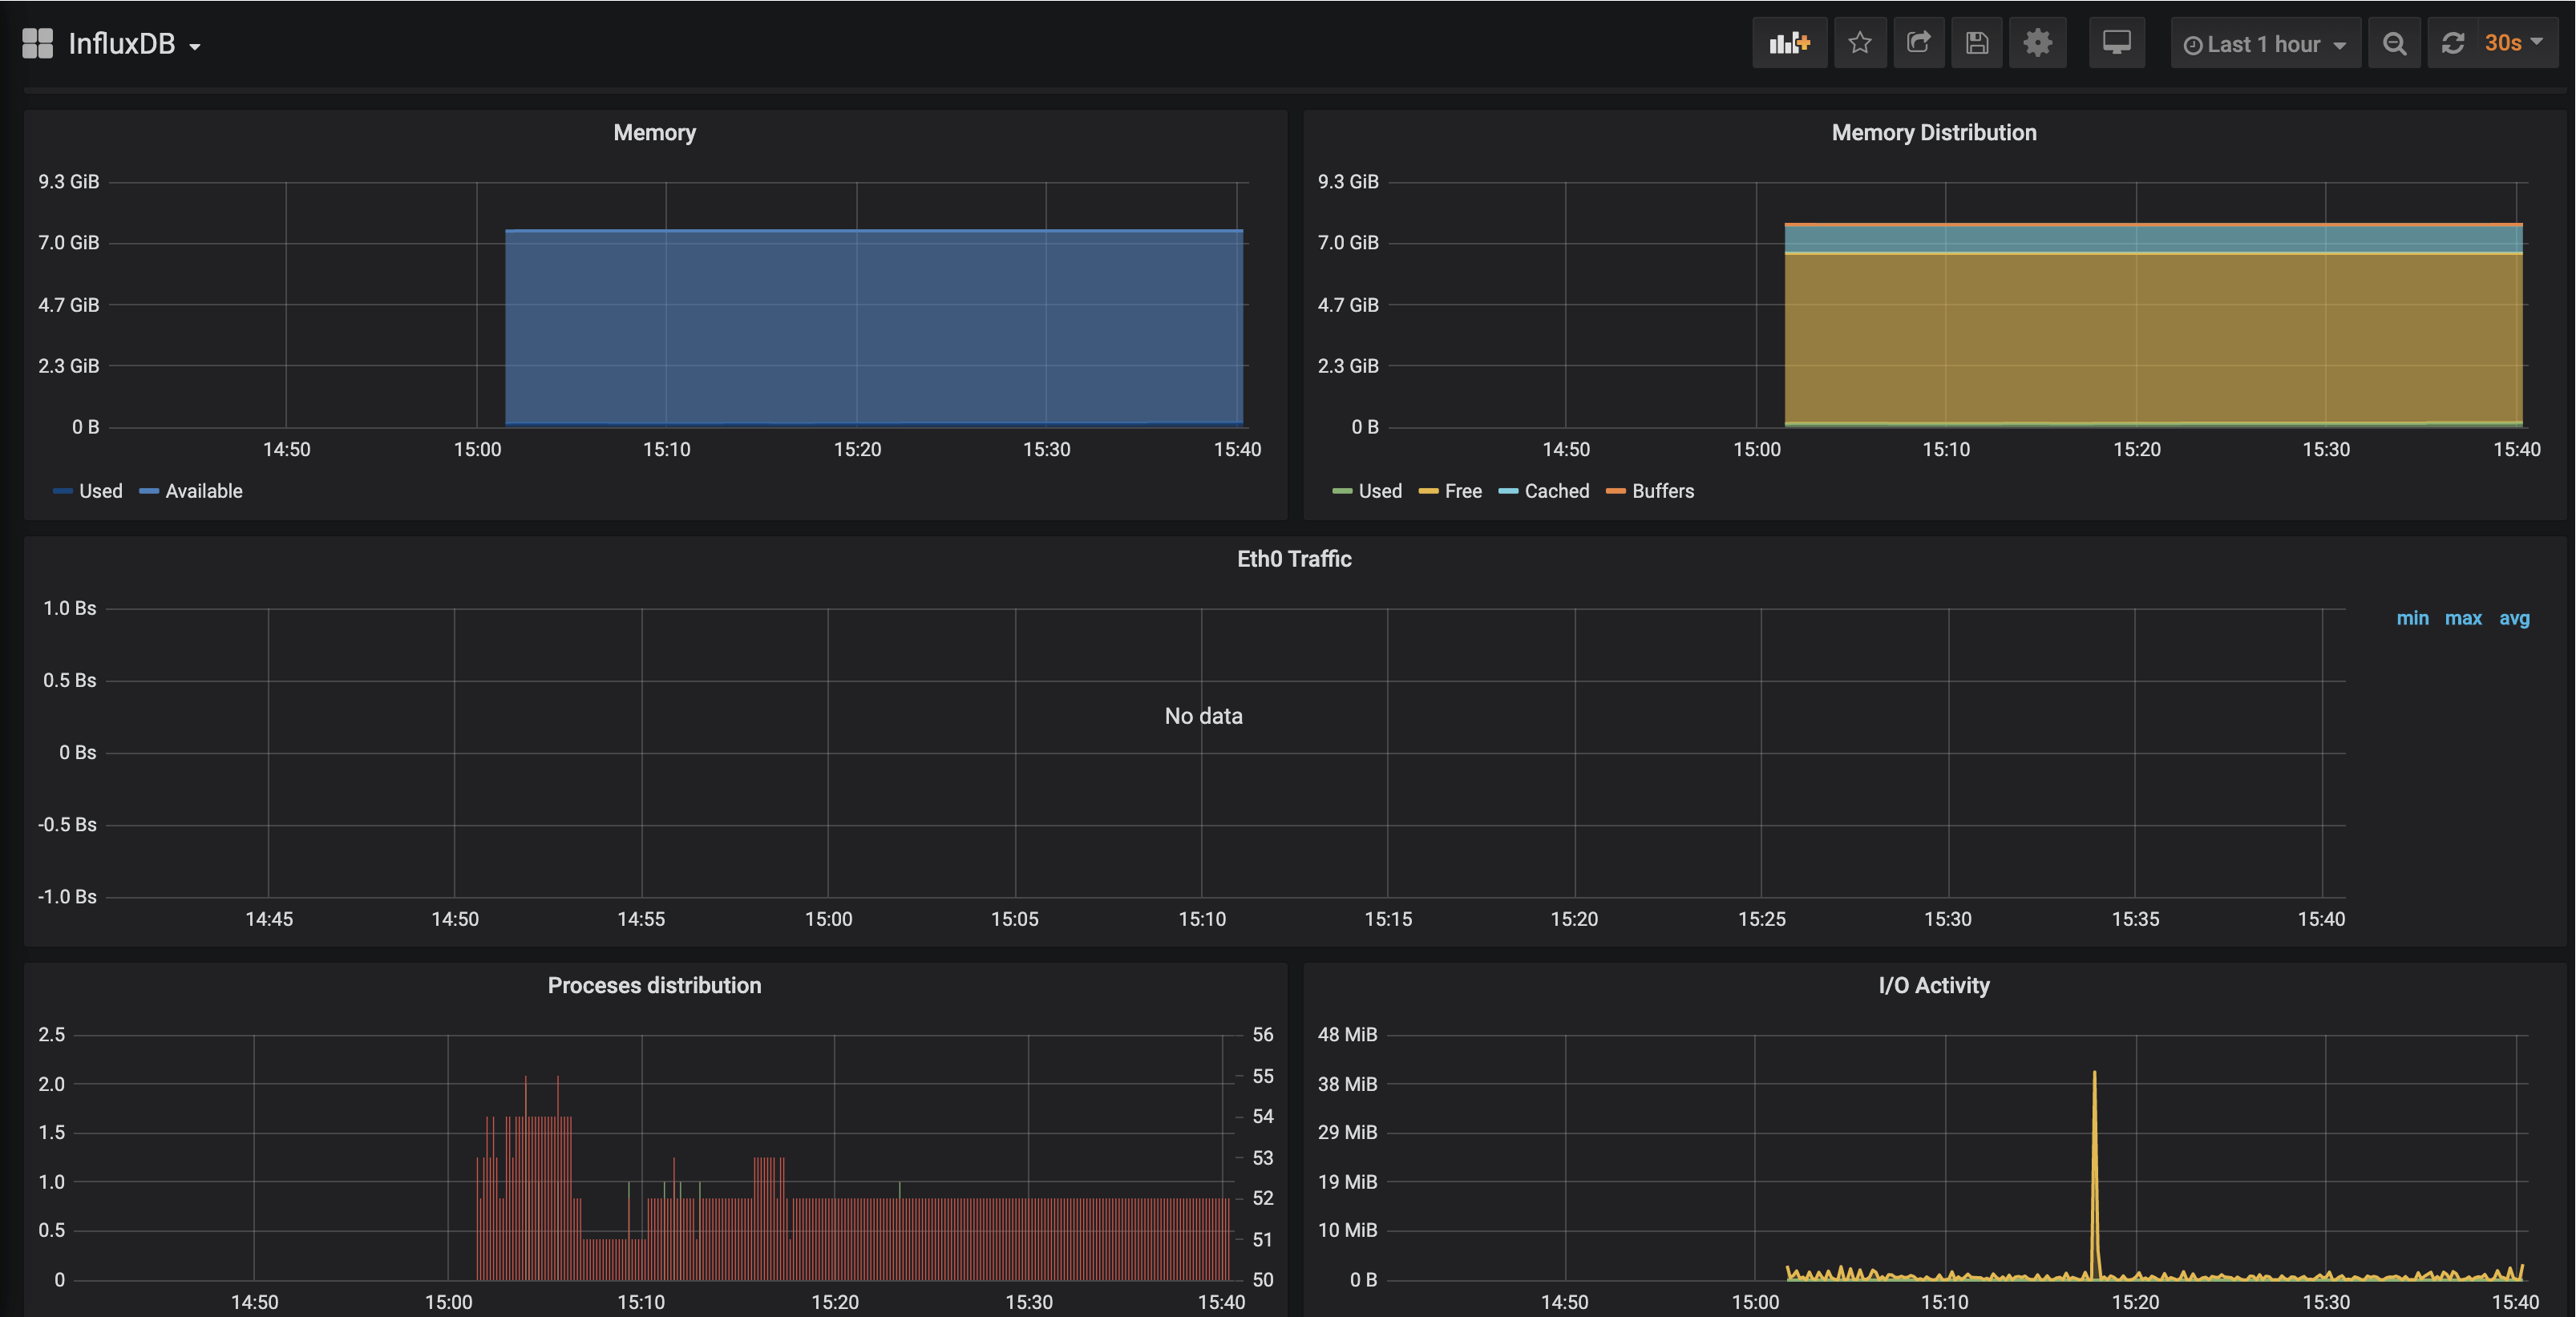 InfluxDB
Last 1 hour
30s
Memory
9.3 GiB
7.0 GiB
4.7 GiB
2.3 GiB
0 B
14:50 15:00 15:10 15:20 15:30 15:40
Used Available
Memory Distribution
9.3 GiB
7.0 GiB
4.7 GiB
2.3 GiB
0 B
14:50 15:00 15:10 15:20 15:30 15:40
Used Free Cached Buffers
Eth0 Traffic
1.0 Bs
0.5 Bs
0 Bs
-0.5 Bs
-1.0 Bs
No data
14:45 14:50 14:55 15:00 15:05 15:10 15:15 15:20 15:25 15:30 15:35 15:40
min max avg
Proceses distribution
2.5
2.0
1.5
1.0
0.5
0
56
55
54
53
52
51
50
14:50 15:00 15:10 15:20 15:30 15:40
I/O Activity
48 MiB
38 MiB
29 MiB
19 MiB
10 MiB
0 B
14:50 15:00 15:10 15:20 15:30 15:40